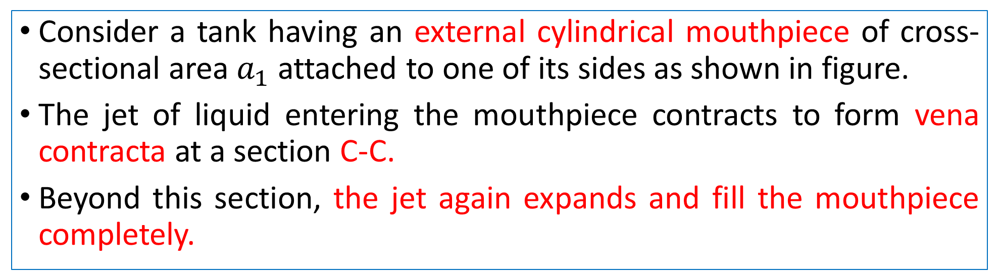 • Consider a tank having an external cylindrical mouthpiece of cross-
sectional area 𝑎₁ attached to one of its sides as shown in figure.
• The jet of liquid entering the mouthpiece contracts to form vena
contracta at a section C-C.
• Beyond this section, the jet again expands and fill the mouthpiece
completely.